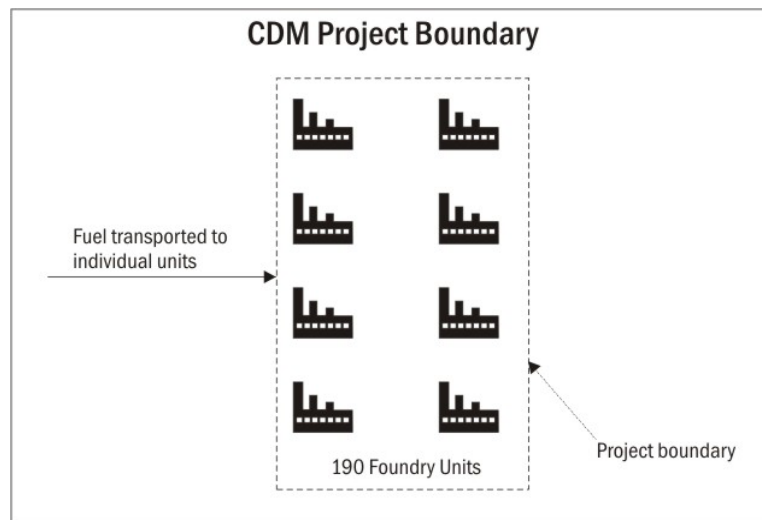 CDM Project Boundary
Fuel transported to
individual units
190 Foundry Units
Project boundary